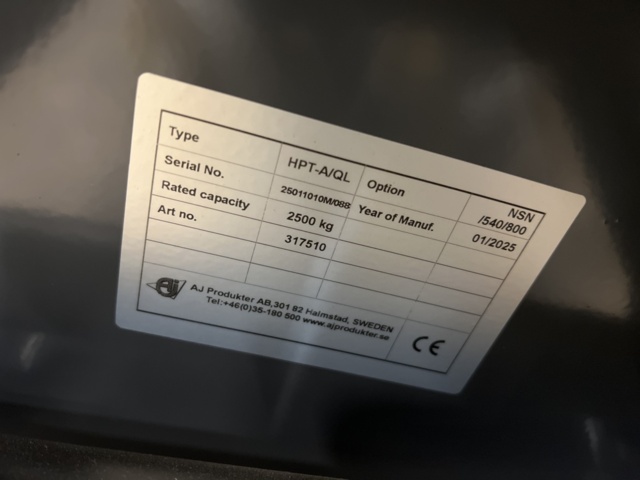 Type HPT-A/QL Option NSN /540/800
Serial No. 25011010M/088 Year of Manuf. 01/2025
Rated capacity 2500 kg
Art no. 317510
AJ AJ Produkter AB,301 82 Halmstad, SWEDEN
Tel:+46(0)35-180 500 www.ajprodukter.se
CE